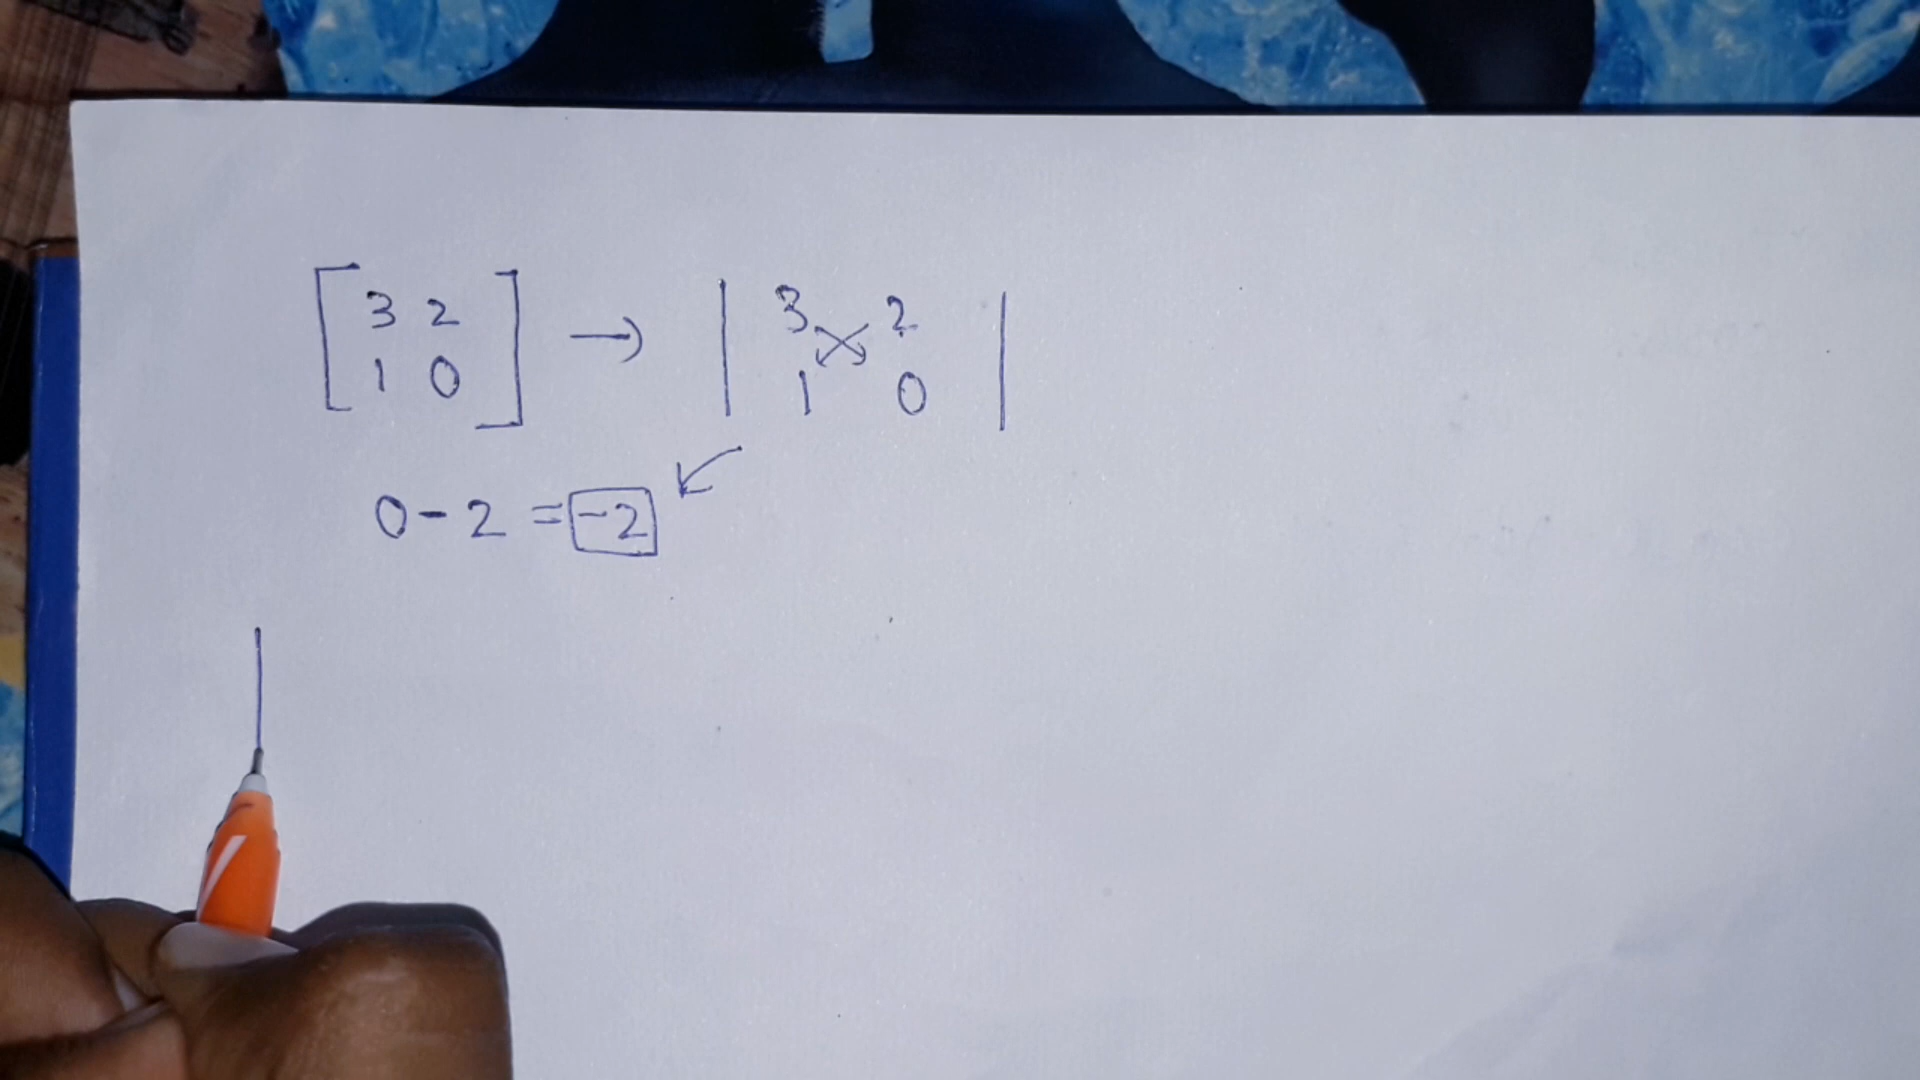 [3 2] → |3 2|
[1 0] |1 0|
0 - 2 = -2